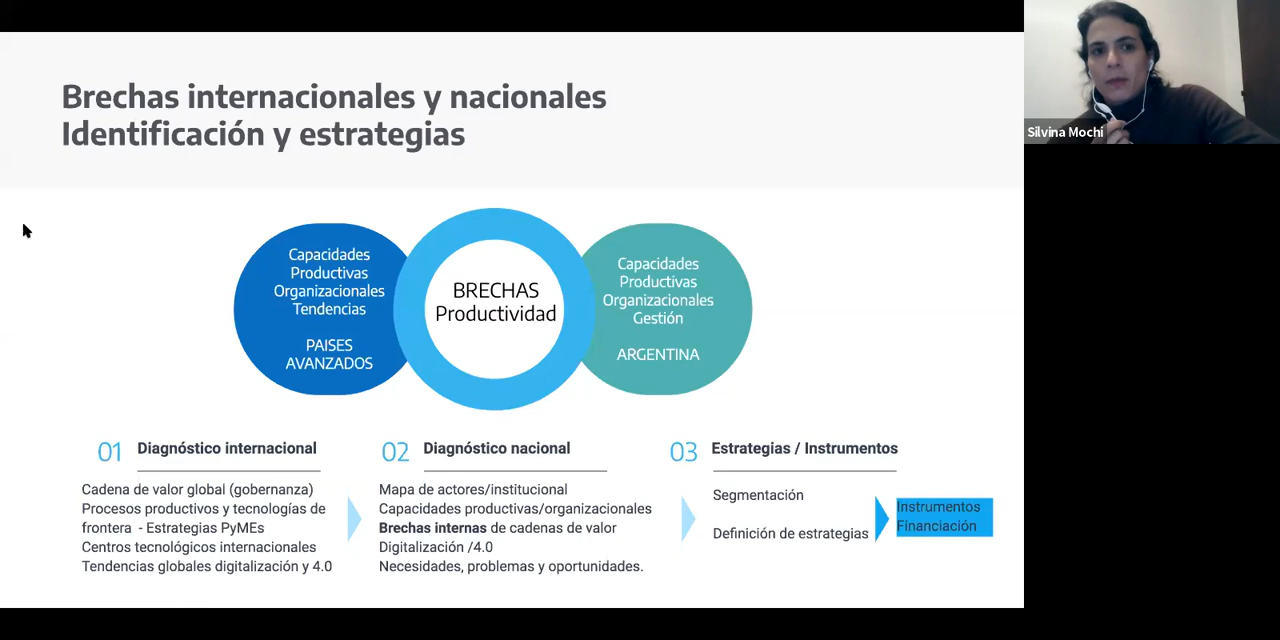 Brechas internacionales y nacionales
Identificación y estrategias
Silvina Mochi
Capacidades
Productivas
Organizacionales
Tendencias
PAISES
AVANZADOS
BRECHAS
Productividad
Capacidades
Productivas
Organizacionales
Gestión
ARGENTINA
01 Diagnóstico internacional
Cadena de valor global (gobernanza)
Procesos productivos y tecnologías de
frontera - Estrategias PyMEs
Centros tecnológicos internacionales
Tendencias globales digitalización y 4.0
02 Diagnóstico nacional
Mapa de actores/institucional
Capacidades productivas/organizacionales
Brechas internas de cadenas de valor
Digitalización /4.0
Necesidades, problemas y oportunidades.
03 Estrategias / Instrumentos
Segmentación
Definición de estrategias
Instrumentos
Financiación